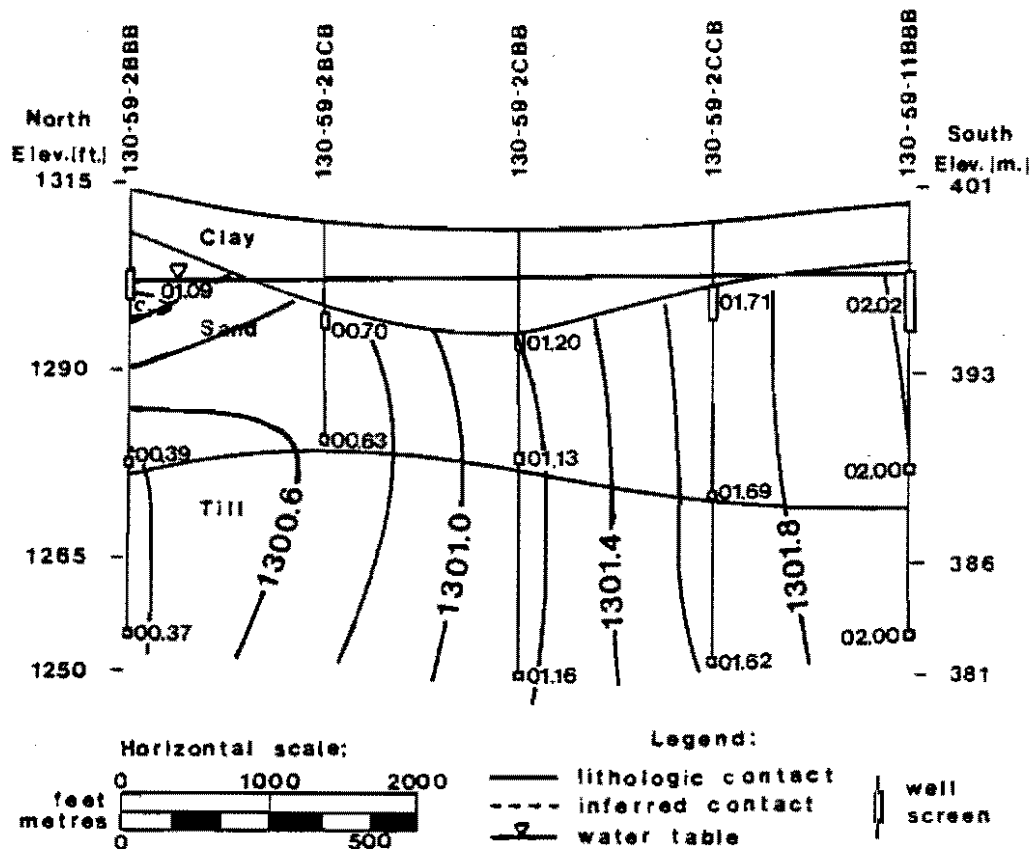 130-59-2BBB
130-59-2BCB
130-59-2CBB
130-59-2CCB
130-59-11BBB
North
Elev.(ft.)
South
Elev. (m.)
1315
401
Clay
01.09
C
Sand
00.70
01.20
01.71
02.02
1290
393
00.39
00.63
01.13
01.69
02.00
Till
1300.6
1301.0
1301.4
1301.8
1265
386
00.37
01.16
01.62
02.00
1250
381
Horizontal scale:
0 1000 2000
feet
metres
0 500
Legend:
lithologic contact
inferred contact
water table
well
screen